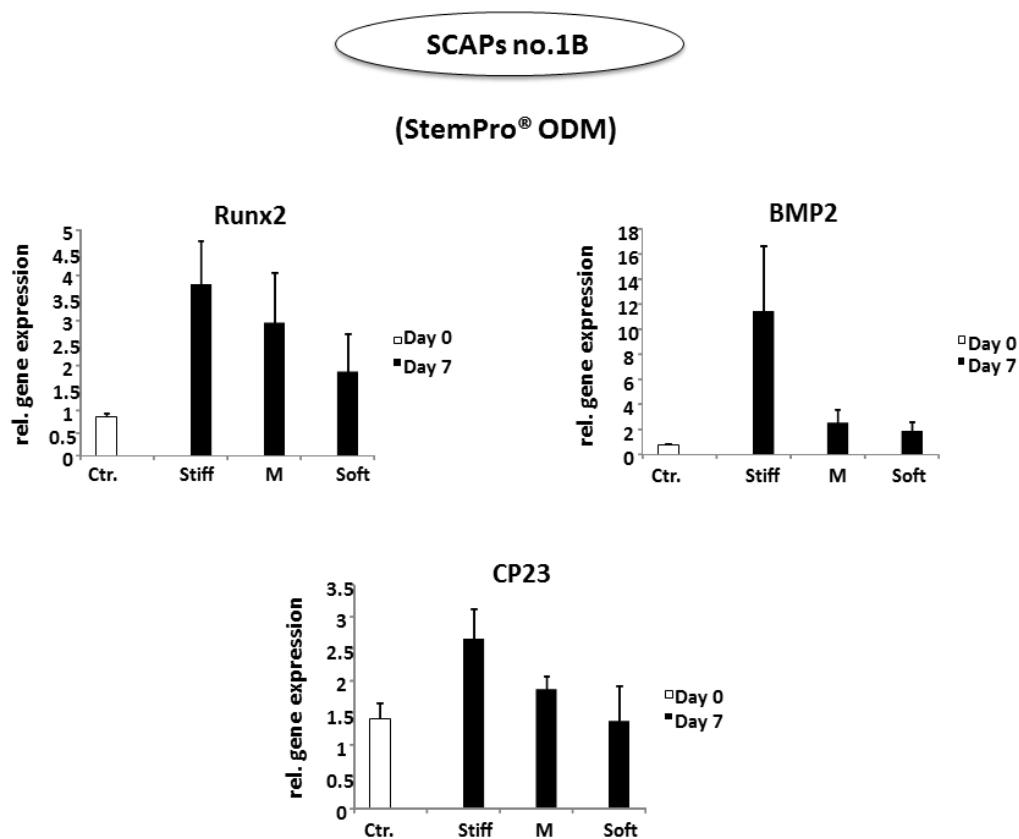 SCAPs no.1B
(StemPro® ODM)
Runx2
rel. gene expression
5
4.5
4
3.5
3
2.5
2
1.5
1
0.5
0
Ctr.
Stiff
M
Soft
Day 0
Day 7
BMP2
rel. gene expression
18
16
14
12
10
8
6
4
2
0
Ctr.
Stiff
M
Soft
Day 0
Day 7
CP23
rel. gene expression
3.5
3
2.5
2
1.5
1
0.5
0
Ctr.
Stiff
M
Soft
Day 0
Day 7